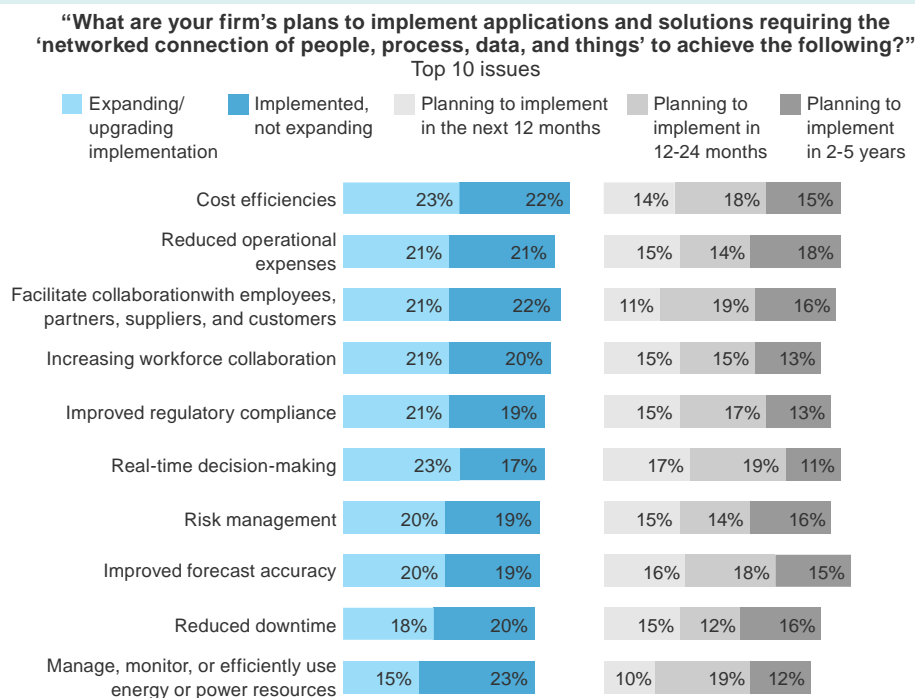 “What are your firm’s plans to implement applications and solutions requiring the
‘networked connection of people, process, data, and things’ to achieve the following?”
Top 10 issues
Expanding/
upgrading
implementation
Implemented,
not expanding
Planning to implement
in the next 12 months
Planning to
implement in
12-24 months
Planning to
implement
in 2-5 years
Cost efficiencies 23% 22% 14% 18% 15%
Reduced operational
expenses 21% 21% 15% 14% 18%
Facilitate collaborationwith employees,
partners, suppliers, and customers 21% 22% 11% 19% 16%
Increasing workforce collaboration 21% 20% 15% 15% 13%
Improved regulatory compliance 21% 19% 15% 17% 13%
Real-time decision-making 23% 17% 17% 19% 11%
Risk management 20% 19% 15% 14% 16%
Improved forecast accuracy 20% 19% 16% 18% 15%
Reduced downtime 18% 20% 15% 12% 16%
Manage, monitor, or efficiently use
energy or power resources 15% 23% 10% 19% 12%